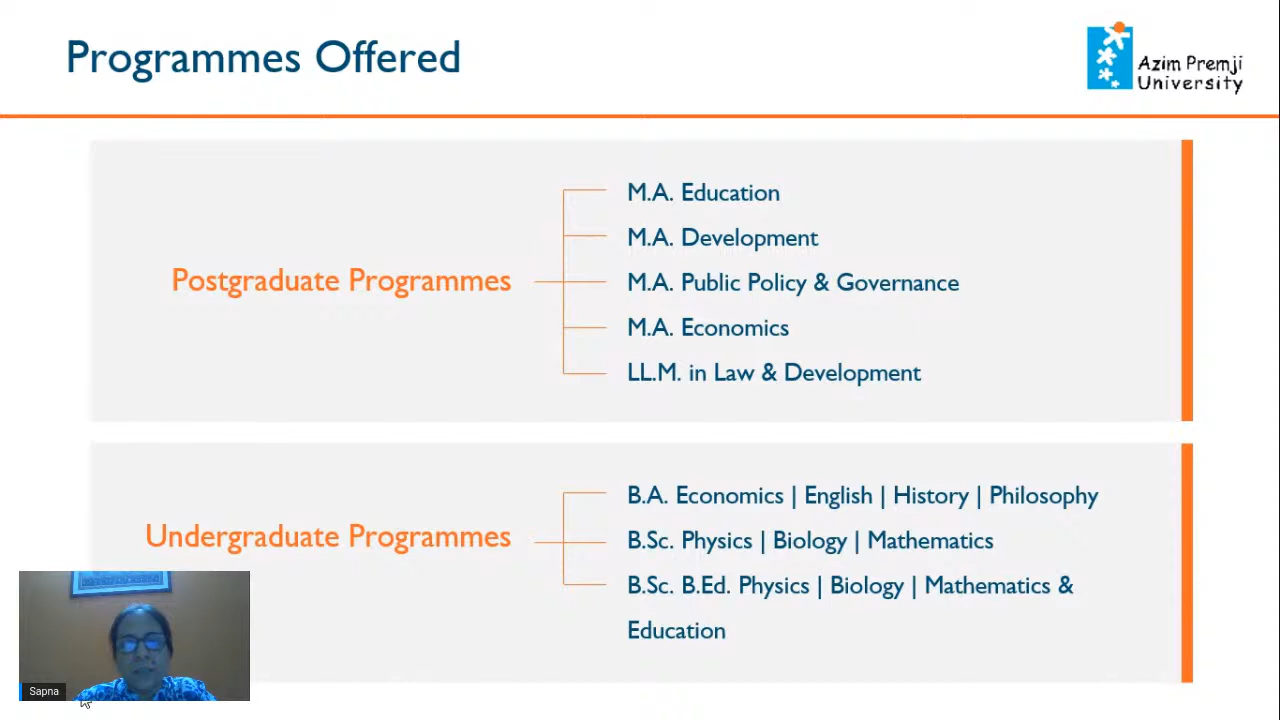 Programmes Offered
Azim Premji
University
Postgraduate Programmes
M.A. Education
M.A. Development
M.A. Public Policy & Governance
M.A. Economics
LL.M. in Law & Development
Undergraduate Programmes
B.A. Economics | English | History | Philosophy
B.Sc. Physics | Biology | Mathematics
B.Sc. B.Ed. Physics | Biology | Mathematics &
Education
Sapna